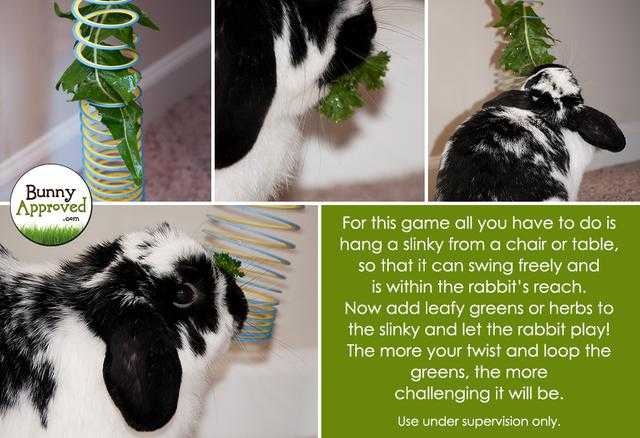 Bunny
Approved
.com
For this game all you have to do is
hang a slinky from a chair or table,
so that it can swing freely and
is within the rabbit's reach.
Now add leafy greens or herbs to
the slinky and let the rabbit play!
The more your twist and loop the
greens, the more
challenging it will be.
Use under supervision only.